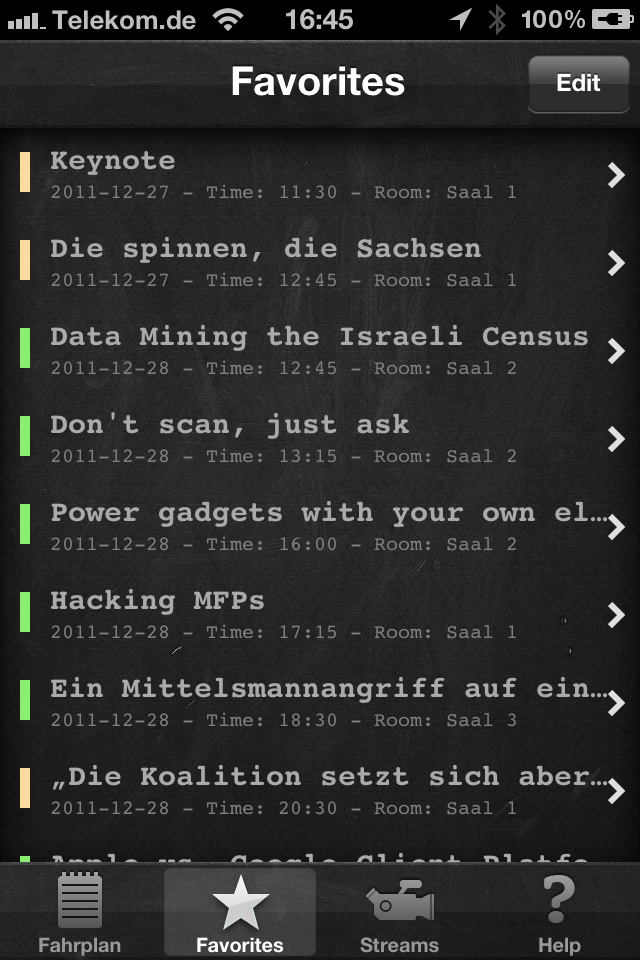 Telekom.de 16:45 100%
Favorites Edit
Keynote
2011-12-27 - Time: 11:30 - Room: Saal 1
Die spinnen, die Sachsen
2011-12-27 - Time: 12:45 - Room: Saal 1
Data Mining the Israeli Census
2011-12-28 - Time: 12:45 - Room: Saal 2
Don't scan, just ask
2011-12-28 - Time: 13:15 - Room: Saal 2
Power gadgets with your own el…
2011-12-28 - Time: 16:00 - Room: Saal 2
Hacking MFPs
2011-12-28 - Time: 17:15 - Room: Saal 1
Ein Mittelsmannangriff auf ein…
2011-12-28 - Time: 18:30 - Room: Saal 3
„Die Koalition setzt sich aber…
2011-12-28 - Time: 20:30 - Room: Saal 1
Apple vs. Google Client Platfo
Fahrplan Favorites Streams Help